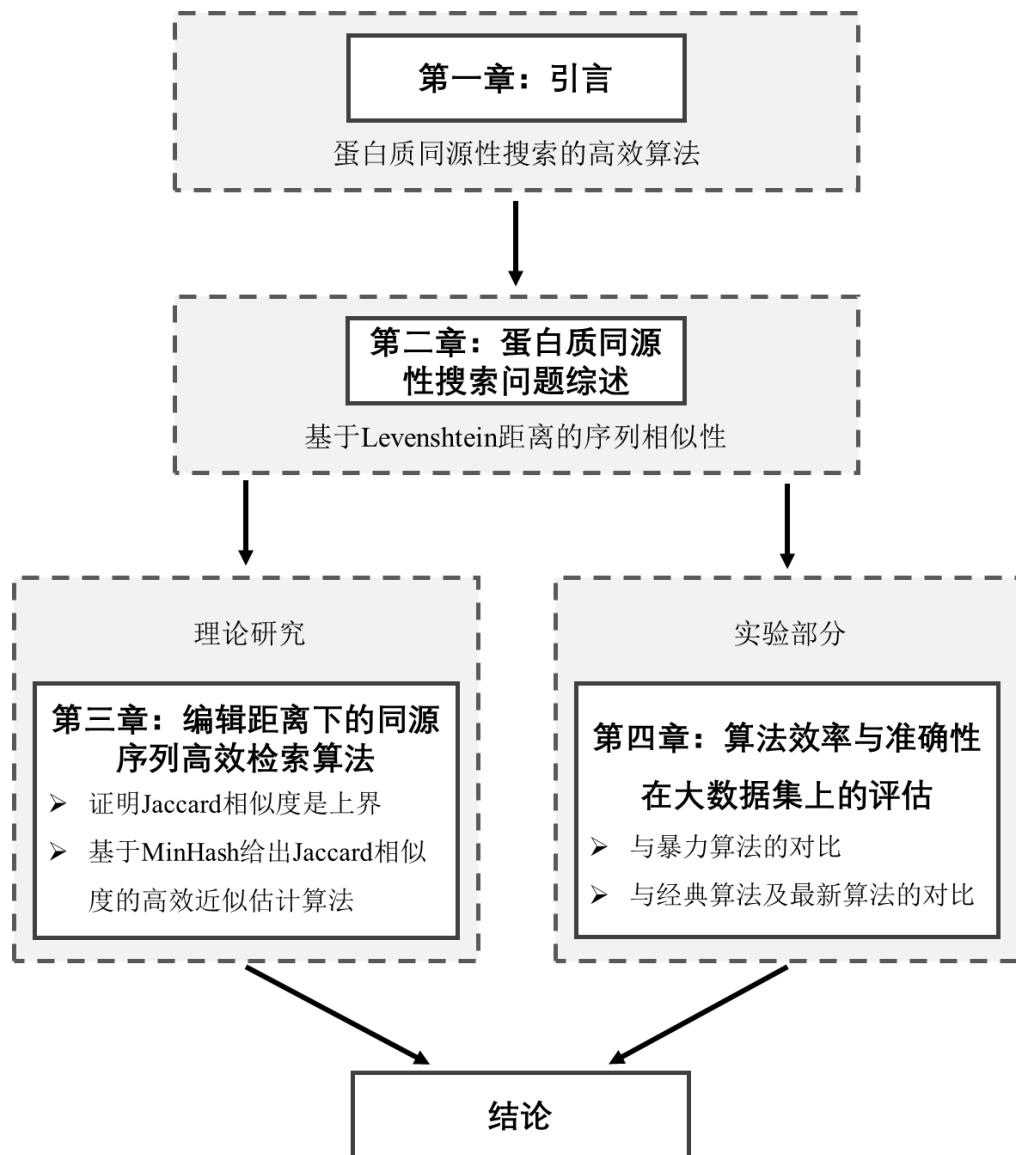 第一章：引言
蛋白质同源性搜索的高效算法
第二章：蛋白质同源
性搜索问题综述
基于Levenshtein距离的序列相似性
理论研究
第三章：编辑距离下的同源
序列高效检索算法
➢ 证明Jaccard相似度是上界
➢ 基于MinHash给出Jaccard相似
度的高效近似估计算法
实验部分
第四章：算法效率与准确性
在大数据集上的评估
➢ 与暴力算法的对比
➢ 与经典算法及最新算法的对比
结论